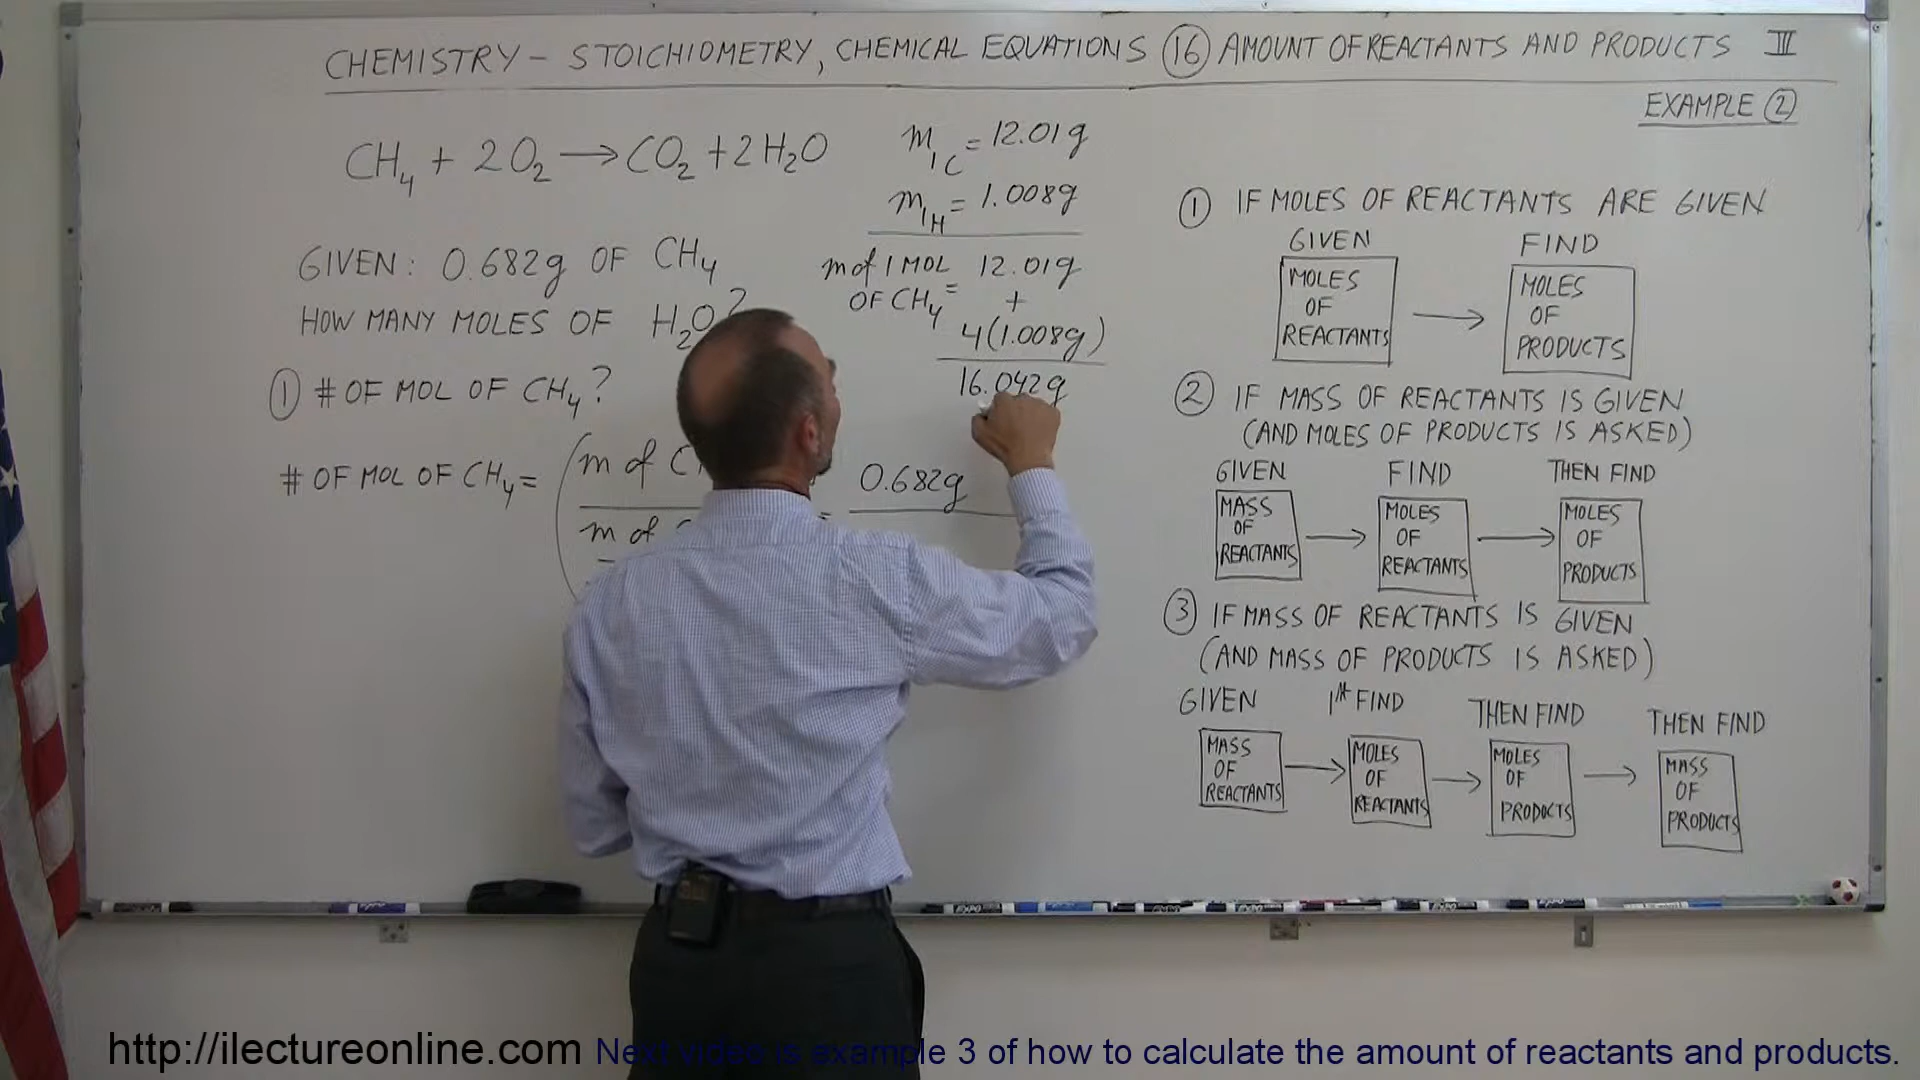 CHEMISTRY – STOICHIOMETRY, CHEMICAL EQUATIONS ⑯ AMOUNT OF REACTANTS AND PRODUCTS III
EXAMPLE ②
CH₄ + 2O₂ → CO₂ + 2H₂O
GIVEN: 0.682g OF CH₄
HOW MANY MOLES OF H₂O?
① # OF MOL OF CH₄?
# OF MOL OF CH₄ = (m of
m of
= 0.682g
m 1C = 12.01g
m 1H = 1.008g
m of 1 MOL 12.01g
OF CH₄ = +
4(1.008g)
16.042g
① IF MOLES OF REACTANTS ARE GIVEN
GIVEN FIND
MOLES OF REACTANTS → MOLES OF PRODUCTS
② IF MASS OF REACTANTS IS GIVEN
(AND MOLES OF PRODUCTS IS ASKED)
GIVEN FIND THEN FIND
MASS OF REACTANTS → MOLES OF REACTANTS → MOLES OF PRODUCTS
③ IF MASS OF REACTANTS IS GIVEN
(AND MASS OF PRODUCTS IS ASKED)
GIVEN 1st FIND THEN FIND THEN FIND
MASS OF REACTANTS → MOLES OF REACTANTS → MOLES OF PRODUCTS → MASS OF PRODUCTS
http://ilectureonline.com Next video is example 3 of how to calculate the amount of reactants and products.